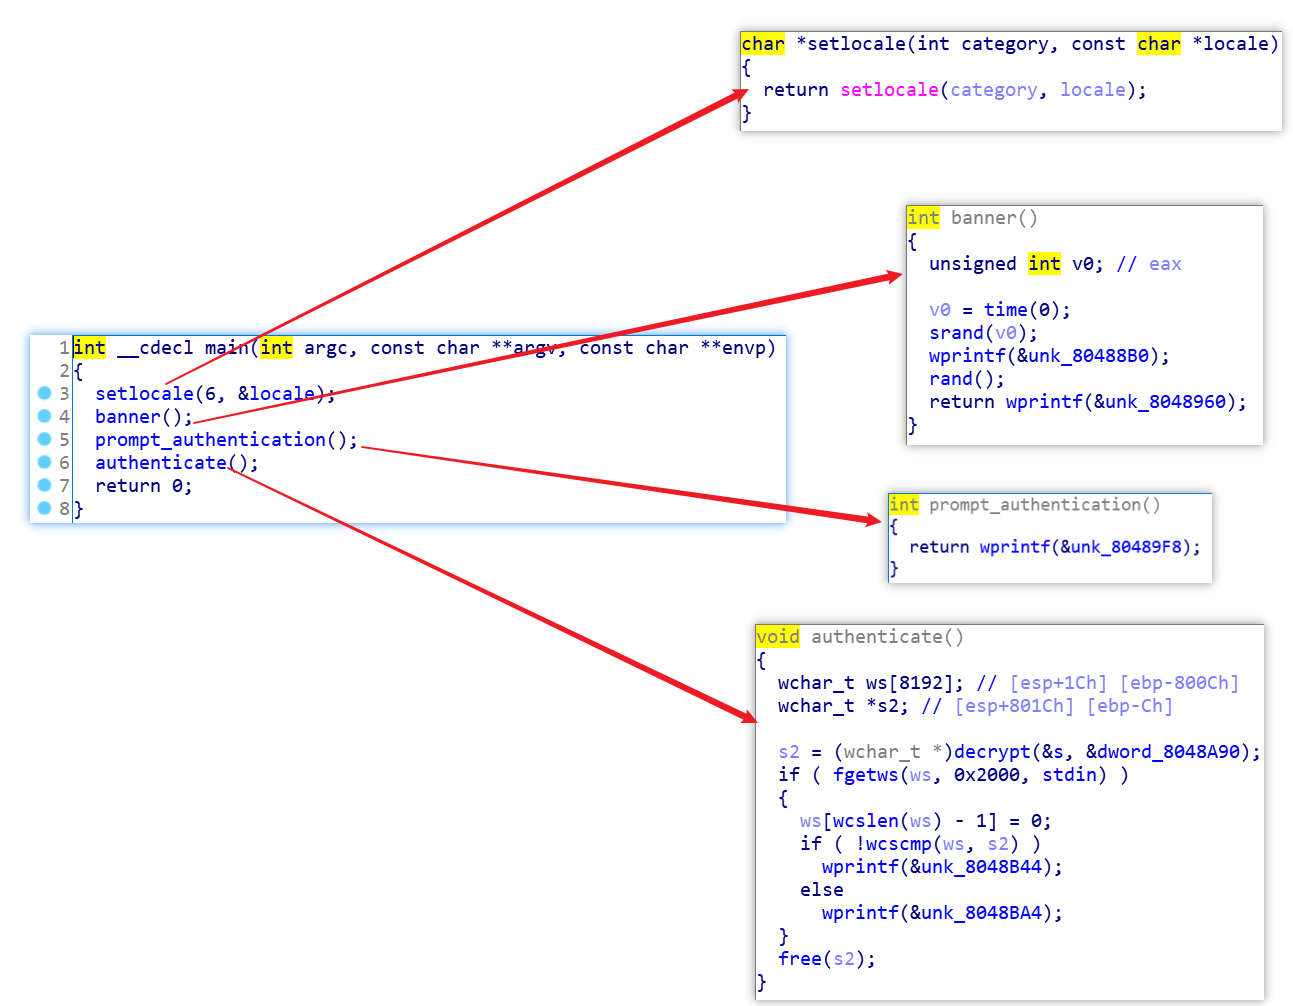 char *setlocale(int category, const char *locale)
{
return setlocale(category, locale);
}
int banner()
{
unsigned int v0; // eax
v0 = time(0);
srand(v0);
wprintf(&unk_80488B0);
rand();
return wprintf(&unk_8048960);
}
1 int __cdecl main(int argc, const char **argv, const char **envp)
2 {
3 setlocale(6, &locale);
4 banner();
5 prompt_authentication();
6 authenticate();
7 return 0;
8 }
int prompt_authentication()
{
return wprintf(&unk_80489F8);
}
void authenticate()
{
wchar_t ws[8192]; // [esp+1Ch] [ebp-800Ch]
wchar_t *s2; // [esp+801Ch] [ebp-Ch]
s2 = (wchar_t *)decrypt(&s, &dword_8048A90);
if ( fgetws(ws, 0x2000, stdin) )
{
ws[wcslen(ws) - 1] = 0;
if ( !wcscmp(ws, s2) )
wprintf(&unk_8048B44);
else
wprintf(&unk_8048BA4);
}
free(s2);
}